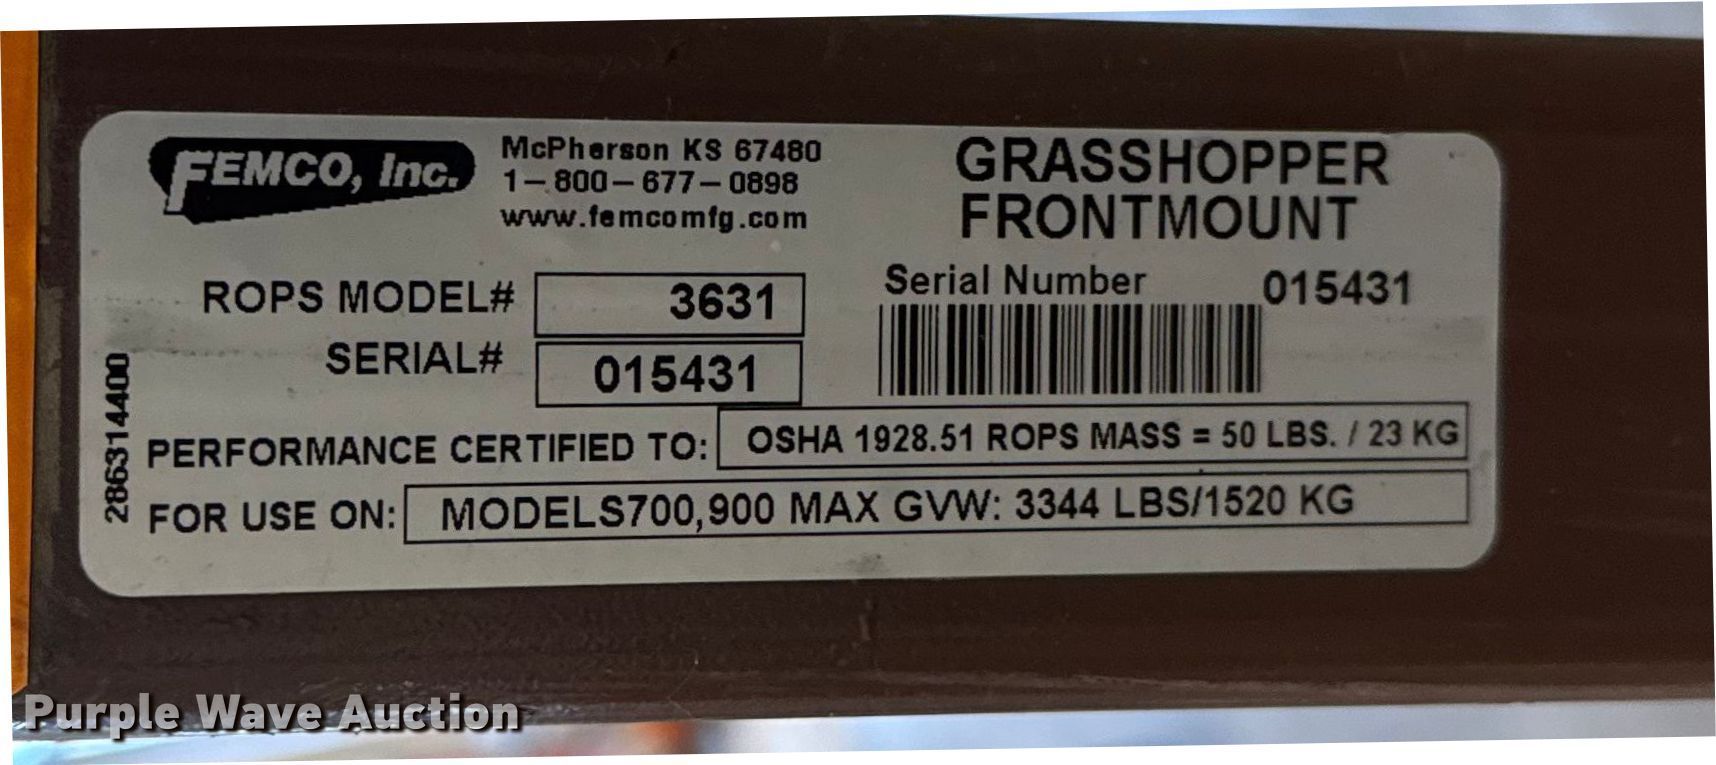 FEMCO, Inc.
McPherson KS 67480
1-800-677-0898
www.femcomfg.com
GRASSHOPPER
FRONTMOUNT
ROPS MODEL# 3631
SERIAL# 015431
Serial Number 015431
286314400
PERFORMANCE CERTIFIED TO: OSHA 1928.51 ROPS MASS = 50 LBS. / 23 KG
FOR USE ON: MODELS700,900 MAX GVW: 3344 LBS/1520 KG
Purple Wave Auction